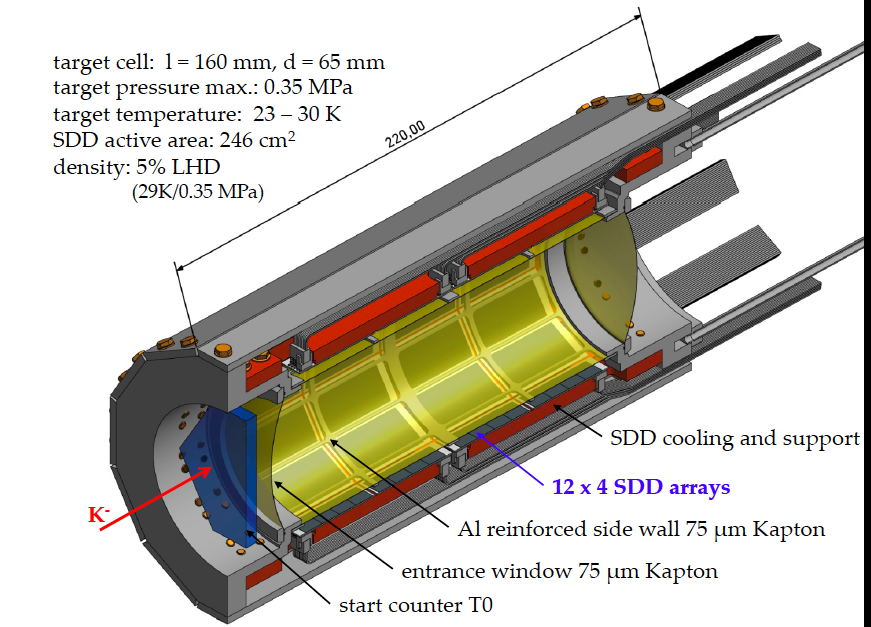 target cell: l = 160 mm, d = 65 mm
target pressure max.: 0.35 MPa
target temperature: 23 – 30 K
SDD active area: 246 cm²
density: 5% LHD
(29K/0.35 MPa)
220,00
SDD cooling and support
12 x 4 SDD arrays
K⁻
Al reinforced side wall 75 µm Kapton
entrance window 75 µm Kapton
start counter T0